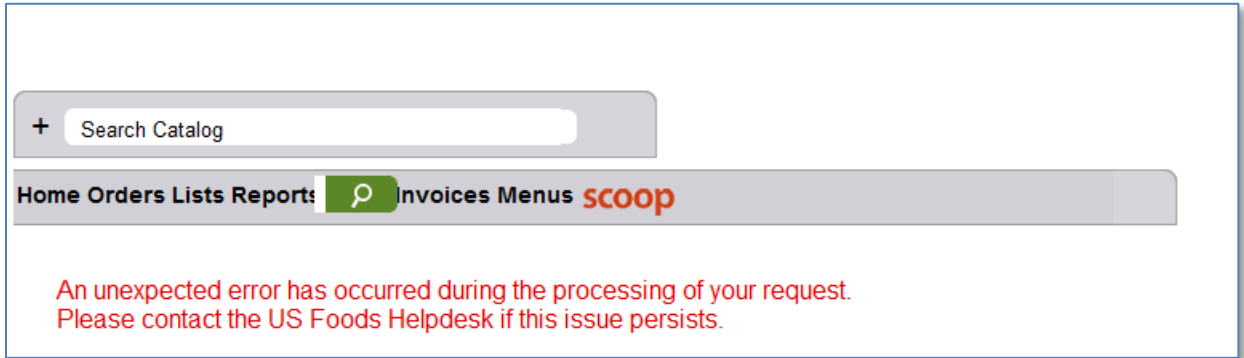 + Search Catalog
Home Orders Lists Reports Invoices Menus scoop
An unexpected error has occurred during the processing of your request.
Please contact the US Foods Helpdesk if this issue persists.